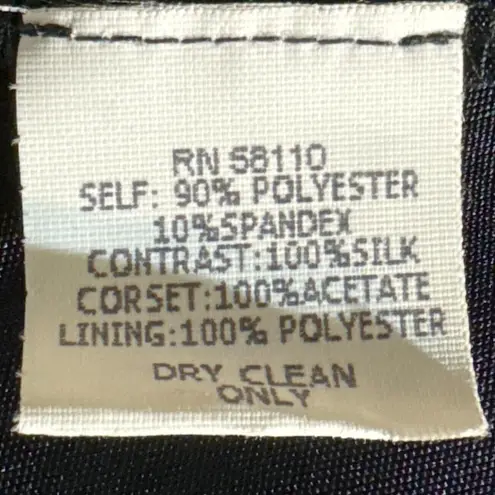 RN 58110
SELF: 90% POLYESTER
10%SPANDEX
CONTRAST:100%SILK
CORSET:100%ACETATE
LINING:100% POLYESTER
DRY CLEAN
ONLY